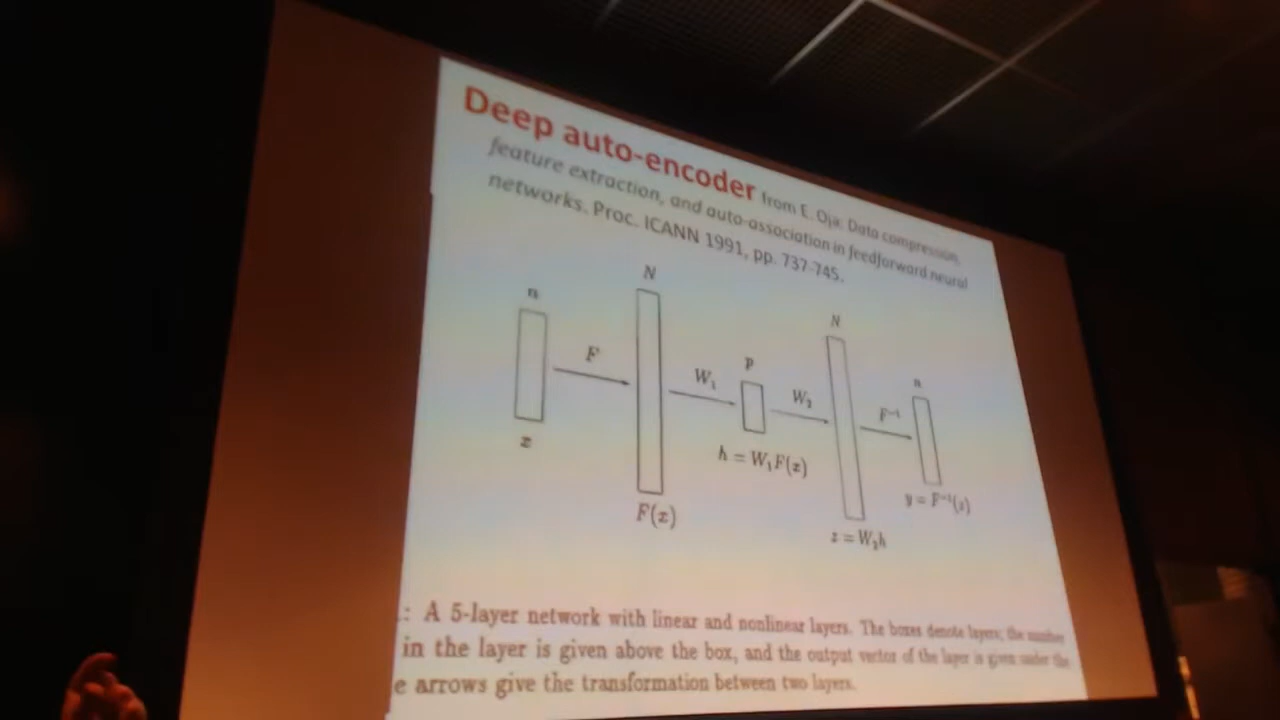 Deep auto-encoder from E. Oja: Data compression,
feature extraction, and auto-association in feedforward neural
networks. Proc. ICANN 1991, pp. 737-745.
n
N
P
N
n
F
W₁
W₂
F⁻¹
x
F(x)
h = W₁F(x)
z = W₂h
y = F⁻¹(z)
.: A 5-layer network with linear and nonlinear layers. The boxes denote layers; the number
in the layer is given above the box, and the output vector of the layer is given under the
e arrows give the transformation between two layers.